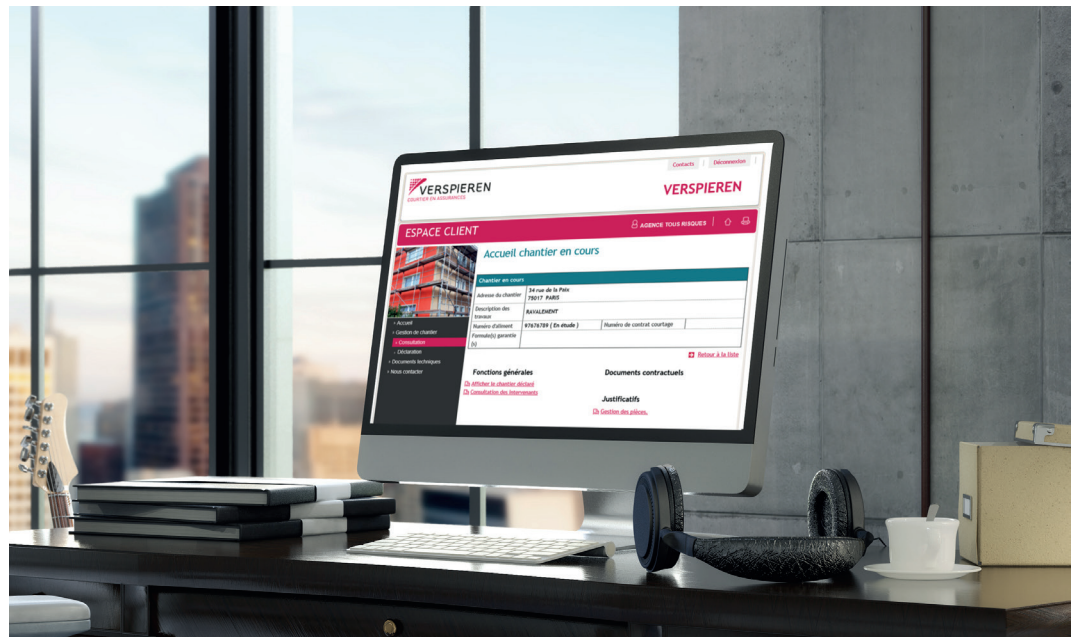 Contacts | Déconnexion |
VERSPIEREN
COURTIER EN ASSURANCES
VERSPIEREN
ESPACE CLIENT
AGENCE TOUS RISQUES |
Accueil chantier en cours
Chantier en cours
Adresse du chantier
34 rue de la Paix
75017 PARIS
Description des travaux
RAVALEMENT
Numéro d'aliment
97676789 ( En étude )
Numéro de contrat courtage
Formule(s) garantie
(s)
Retour à la liste
> Accueil
> Gestion de chantier
> Consultation
> Déclaration
> Documents techniques
> Nous contacter
Fonctions générales
Afficher le chantier déclaré
Consultation des intervenants
Documents contractuels
Justificatifs
Gestion des pièces.